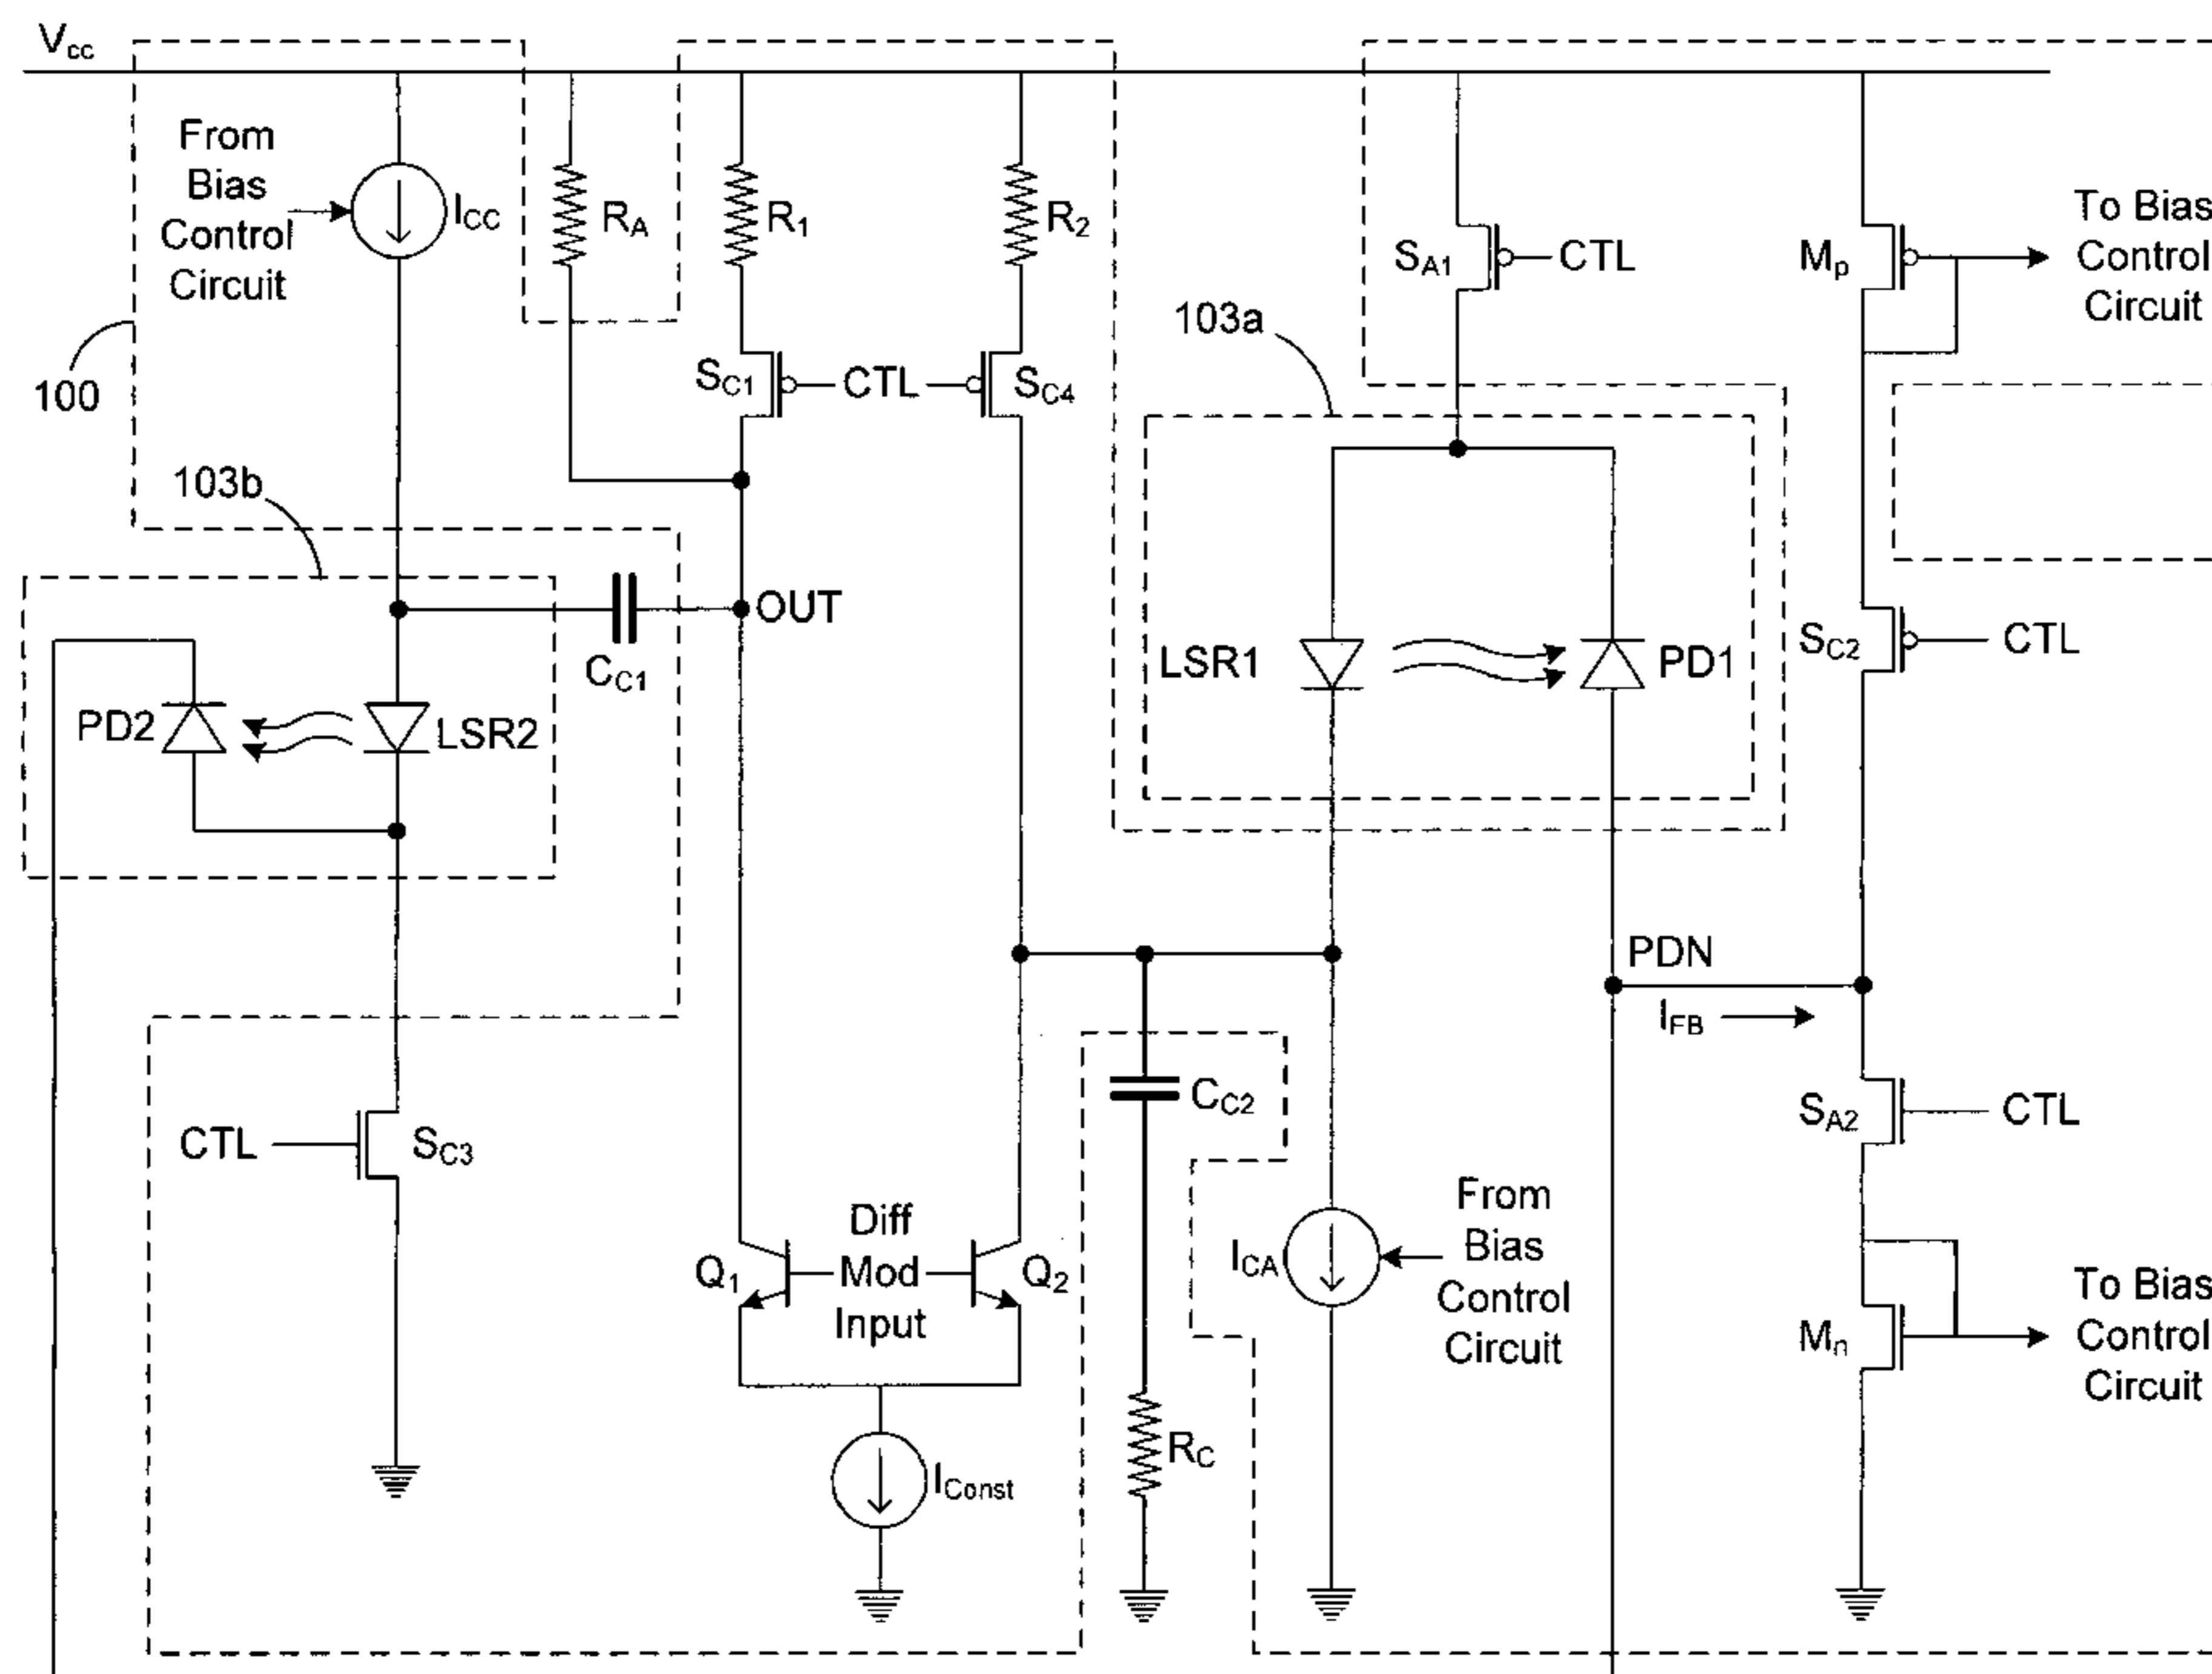 Vcc
From
Bias
Control
Circuit
ICC
RA
R1
R2
SA1
CTL
Mp
To Bias
Control
Circuit
103a
100
SC1
CTL
SC4
103b
OUT
CC1
LSR1
PD1
SC2
CTL
PD2
LSR2
PDN
IFB
CC2
SA2
CTL
CTL
SC3
Diff
Mod
Input
Q1
Q2
ICA
From
Bias
Control
Circuit
Mn
To Bias
Control
Circuit
RC
IConst